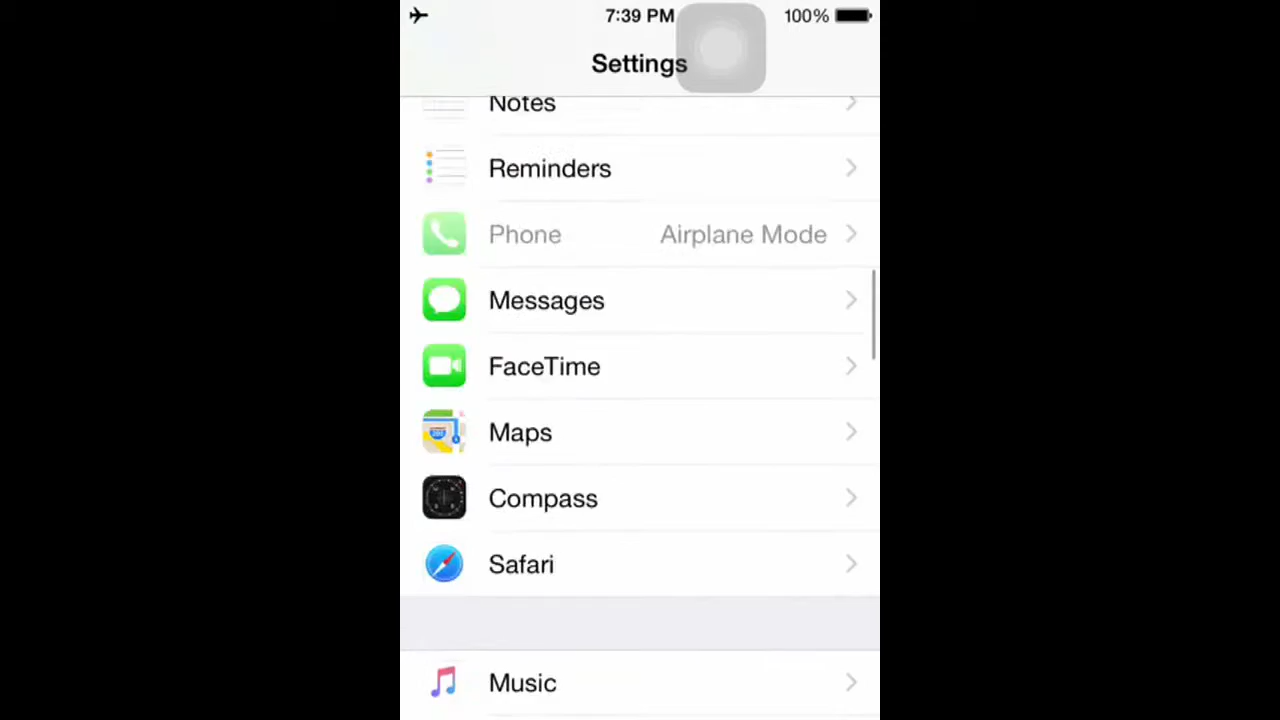 7:39 PM 100%
Settings
Notes
Reminders
Phone Airplane Mode
Messages
FaceTime
Maps
Compass
Safari
Music